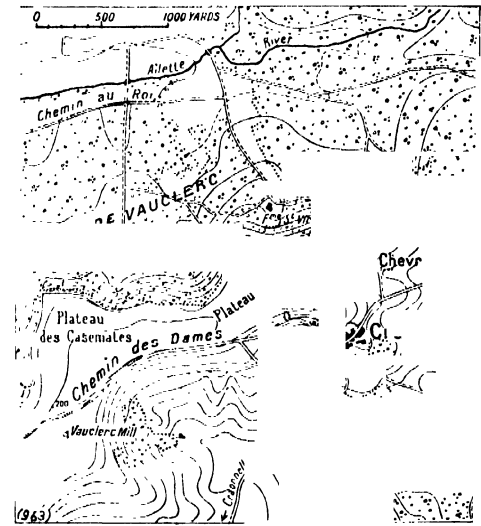 0 500 1000 YARDS
Ailette River
Chemin au Roi
DE VAUCLERC
Chevr
Plateau
Plateau
des Casemates
Chemin des Dames
200
Vauclerc Mill
(963)